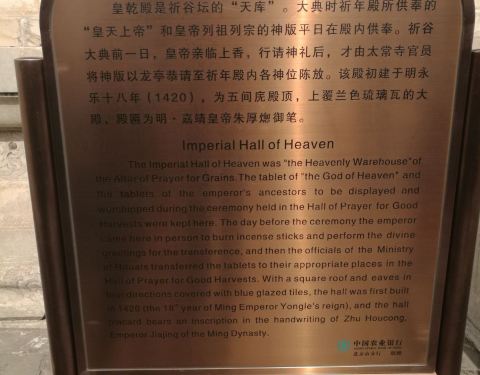 皇乾殿是祈谷坛的“天库”。大典时祈年殿所供奉的
“皇天上帝”和皇帝列祖列宗的神版平日在殿内供奉。祈谷
大典前一日，皇帝亲临上香，行请神礼后，才由太常寺官员
将神版以龙亭恭请至祈年殿内各神位陈放。该殿初建于明永
乐十八年（1420），为五间庑殿顶，上覆兰色琉璃瓦的大
殿，殿匾为明·嘉靖皇帝朱厚熜御笔。
Imperial Hall of Heaven
The Imperial Hall of Heaven was "the Heavenly Warehouse"of
the Altar of Prayer for Grains.The tablet of "the God of Heaven" and
the tablets of the emperor's ancestors to be displayed and
worshipped during the ceremony held in the Hall of Prayer for Good
Harvests were kept here. The day before the ceremony the emperor
came here in person to burn incense sticks and perform the divine
greetings for the transference, and then the officials of the Ministry
of Rituals transferred the tablets to their appropriate places in the
Hall of Prayer for Good Harvests. With a square roof and eaves in
four directions covered with blue glazed tiles, the hall was first built
in 1420 (the 18th year of Ming Emperor Yongle's reign), and the hall
placard bears an inscription in the handwriting of Zhu Houcong,
Emperor Jiajing of the Ming Dynasty.
中国农业银行
北京市分行 捐赠